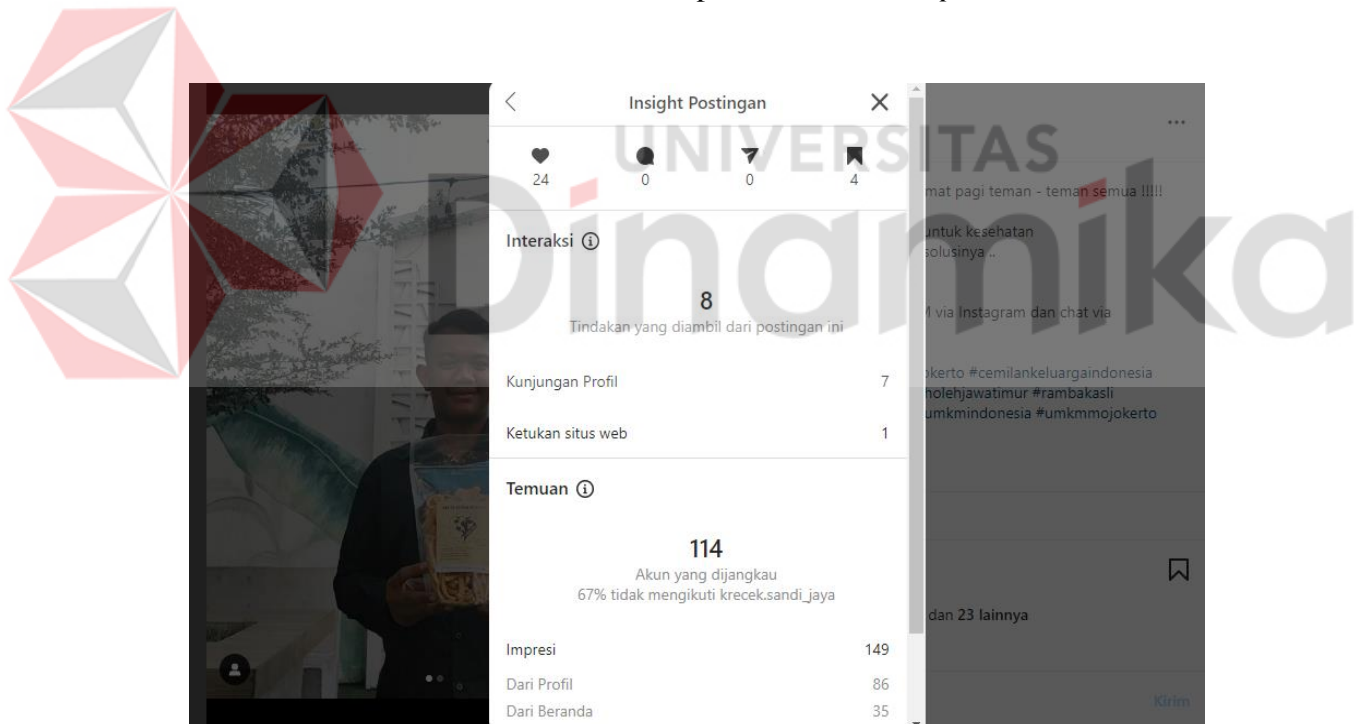 Insight Postingan
24 0 0 4
Interaksi
8
Tindakan yang diambil dari postingan ini
Kunjungan Profil 7
Ketukan situs web 1
Temuan
114
Akun yang dijangkau
67% tidak mengikuti krecek.sandi_jaya
Impresi 149
Dari Profil 86
Dari Beranda 35
mat pagi teman - teman semua !!!!!
untuk kesehatan
solusinya ..
via Instagram dan chat via
okerto #cemilankeluargaindonesia
holehjawatimur #rambakasli
umkmindonesia #umkmmojokerto
dan 23 lainnya
Kirim
UNIVERSITAS
Dinamika